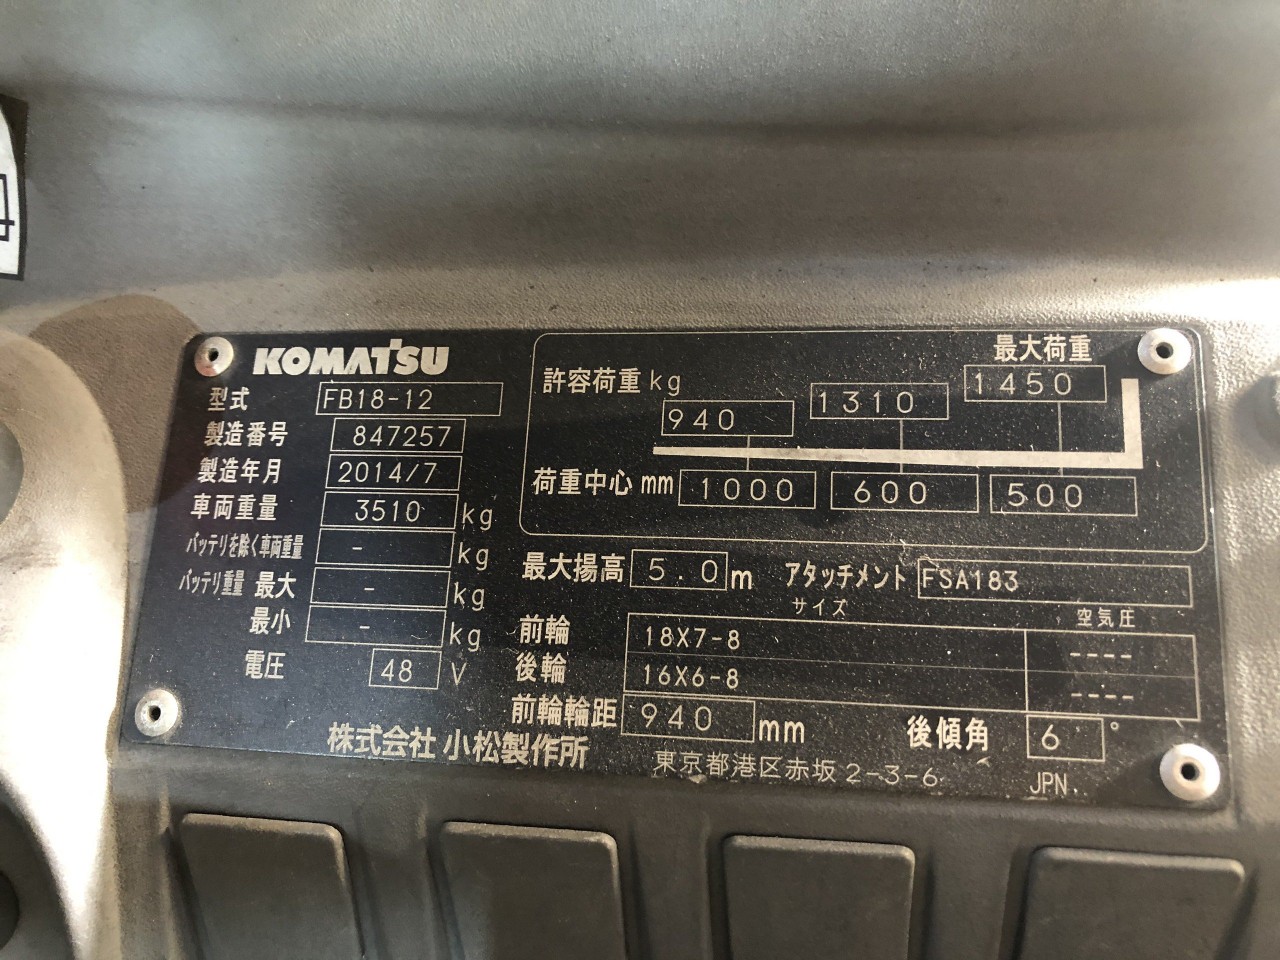 KOMATSU
型式 FB18-12
製造番号 847257
製造年月 2014/7
車両重量 3510 kg
バッテリを除く車両重量 - kg
バッテリ重量 最大 - kg
最小 - kg
電圧 48 V
最大荷重
許容荷重 kg 940 1310 1450
荷重中心 mm 1000 600 500
最大揚高 5.0 m アタッチメント FSA183
サイズ 空気圧
前輪 18X7-8 ----
後輪 16X6-8 ----
前輪輪距 940 mm 後傾角 6 °
株式会社 小松製作所 東京都港区赤坂 2-3-6 JPN.